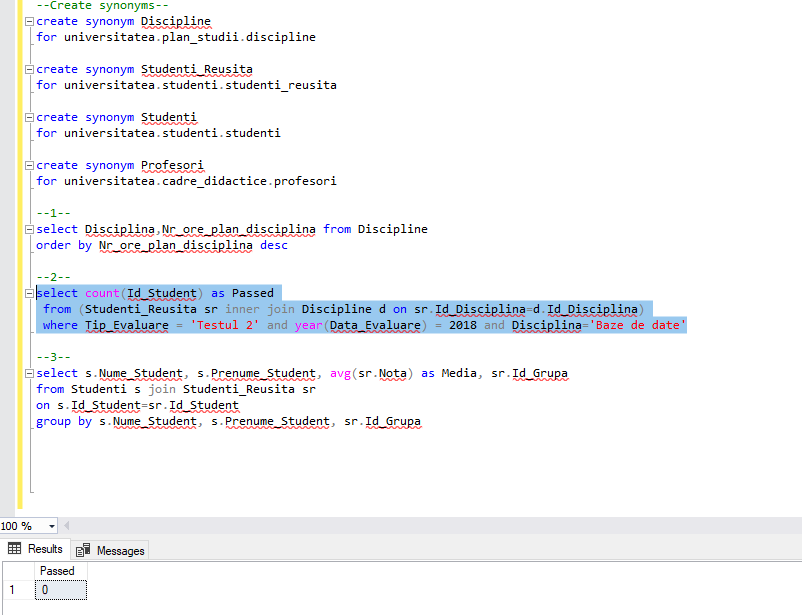 --Create synonyms--
create synonym Discipline
for universitatea.plan_studii.discipline
create synonym Studenti_Reusita
for universitatea.studenti.studenti_reusita
create synonym Studenti
for universitatea.studenti.studenti
create synonym Profesori
for universitatea.cadre_didactice.profesori
--1--
select Disciplina,Nr_ore_plan_disciplina from Discipline
order by Nr_ore_plan_disciplina desc
--2--
select count(Id_Student) as Passed
from (Studenti_Reusita sr inner join Discipline d on sr.Id_Disciplina=d.Id_Disciplina)
where Tip_Evaluare = 'Testul 2' and year(Data_Evaluare) = 2018 and Disciplina='Baze de date'
--3--
select s.Nume_Student, s.Prenume_Student, avg(sr.Nota) as Media, sr.Id_Grupa
from Studenti s join Studenti_Reusita sr
on s.Id_Student=sr.Id_Student
group by s.Nume_Student, s.Prenume_Student, sr.Id_Grupa
100 %
Results Messages
Passed
1 0